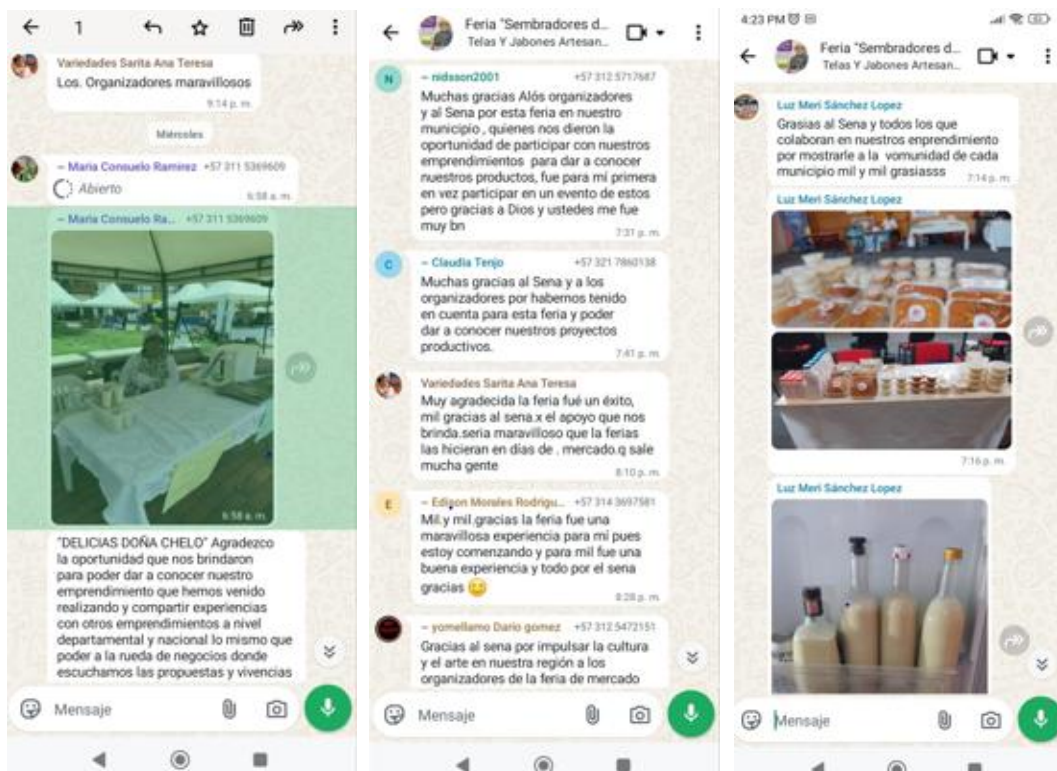 1
Variedades Sarita Ana Teresa
Los. Organizadores maravillosos
9:14 p. m.
Miércoles
~ Maria Consuelo Ramirez +57 311 5369609
Abierto
6:58 a. m.
~ Maria Consuelo Ra... +57 311 5369609
6:58 a. m.
"DELICIAS DOÑA CHELO" Agradezco
la oportunidad que nos brindaron
para poder dar a conocer nuestro
emprendimiento que hemos venido
realizando y compartir experiencias
con otros emprendimientos a nivel
departamental y nacional lo mismo que
poder a la rueda de negocios donde
escuchamos las propuestas y vivencias
Mensaje
Feria "Sembradores d...
Telas Y Jabones Artesan...
N
~ nidsson2001 +57 312 5717687
Muchas gracias Alós organizadores
y al Sena por esta feria en nuestro
municipio , quienes nos dieron la
oportunidad de participar con nuestros
emprendimientos para dar a conocer
nuestros productos, fue para mí primera
en vez participar en un evento de estos
pero gracias a Dios y ustedes me fue
muy bn
7:31 p. m.
C
~ Claudia Tenjo +57 321 7860138
Muchas gracias al Sena y a los
organizadores por habernos tenido
en cuenta para esta feria y poder
dar a conocer nuestros proyectos
productivos.
7:41 p. m.
Variedades Sarita Ana Teresa
Muy agradecida la feria fué un éxito,
mil gracias al sena.x el apoyo que nos
brinda.seria maravilloso que la ferias
las hicieran en días de . mercado.q sale
mucha gente
8:10 p. m.
E
~ Edison Morales Rodrigu... +57 314 3697581
Mil.y mil.gracias la feria fue una
maravillosa experiencia para mí pues
estoy comenzando y para mil fue una
buena experiencia y todo por el sena
gracias
8:28 p. m.
~ yomellamo Dario gomez +57 312 5472151
Gracias al sena por impulsar la cultura
y el arte en nuestra región a los
organizadores de la feria de mercado
Mensaje
4:23 PM
Feria "Sembradores d...
Telas Y Jabones Artesan...
Luz Meri Sánchez Lopez
Grasias al Sena y todos los que
colaboran en nuestros enprendimiento
por mostrarle a la vomunidad de cada
municipio mil y mil grasiasss
7:14 p. m.
Luz Meri Sánchez Lopez
7:16 p. m.
Luz Meri Sánchez Lopez
Mensaje